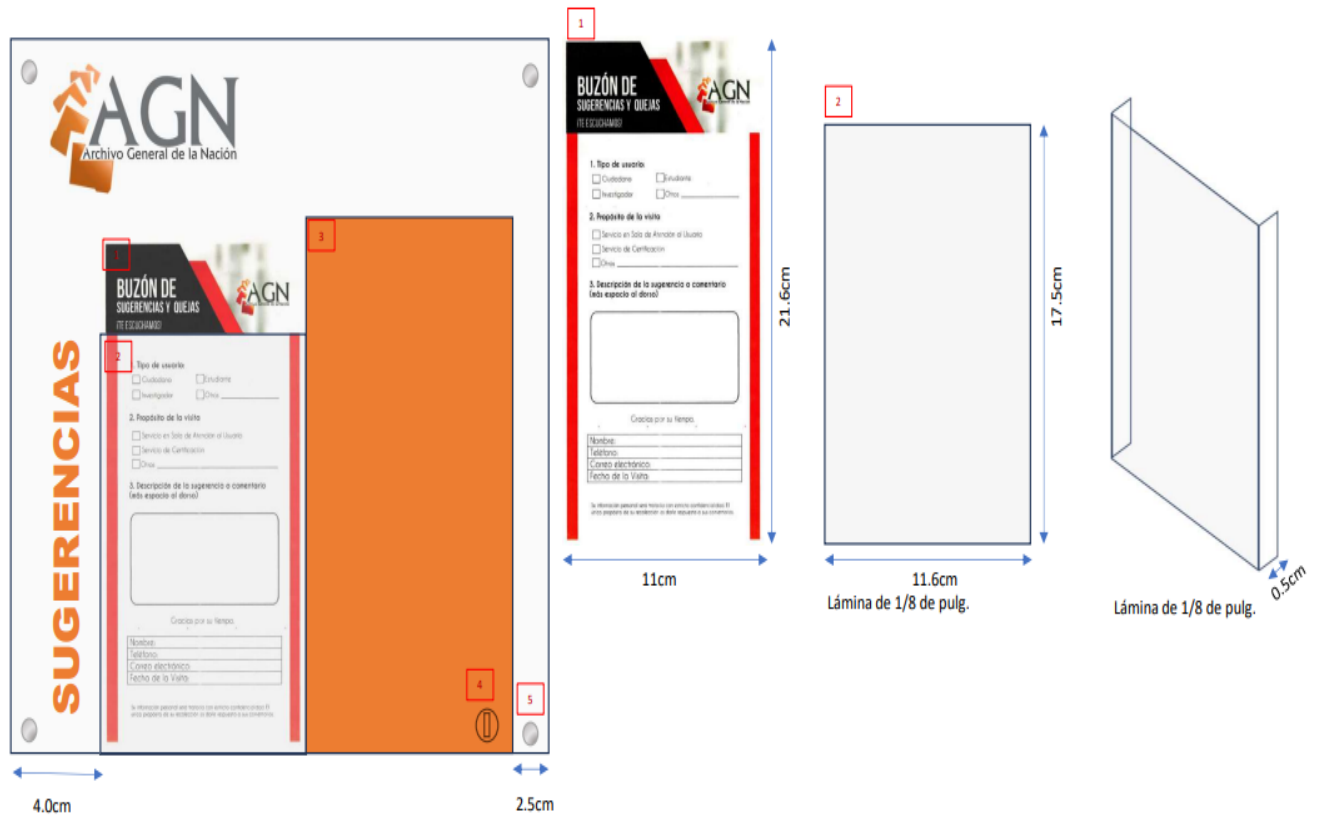 AGN
Archivo General de la Nación
SUGERENCIAS
1
BUZÓN DE
SUGERENCIAS Y QUEJAS
¡TE ESCUCHAMOS!
AGN
2
1. Tipo de usuario:
Ciudadano
Estudiante
Investigador
Otros
2. Propósito de la visita
Servicio en Sala de Atención al Usuario
Servicio de Certificación
Otros
3. Descripción de la sugerencia o comentario
(más espacio al dorso)
Gracias por su tiempo.
Nombre:
Teléfono:
Correo electrónico:
Fecha de la Visita:
3
4
5
4.0cm
2.5cm
1
BUZÓN DE
SUGERENCIAS Y QUEJAS
¡TE ESCUCHAMOS!
AGN
1. Tipo de usuario:
Ciudadano
Estudiante
Investigador
Otros
2. Propósito de la visita
Servicio en Sala de Atención al Usuario
Servicio de Certificación
Otros
3. Descripción de la sugerencia o comentario
(más espacio al dorso)
Gracias por su tiempo.
Nombre:
Teléfono:
Correo electrónico:
Fecha de la Visita:
21.6cm
11cm
2
17.5cm
11.6cm
Lámina de 1/8 de pulg.
0.5cm
Lámina de 1/8 de pulg.